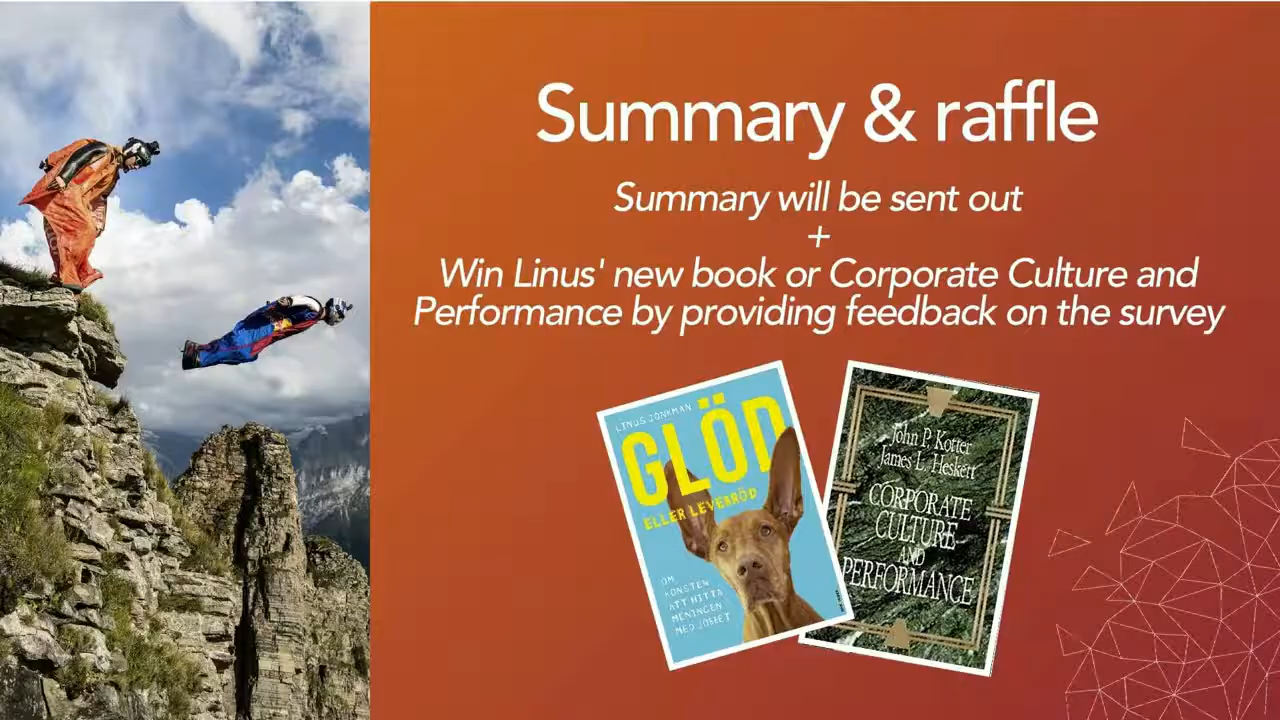 Summary & raffle
Summary will be sent out
+
Win Linus' new book or Corporate Culture and
Performance by providing feedback on the survey
LINUS JONKMAN
GLÖD
ELLER LEVEBRÖD
OM
KONSTEN
ATT HITTA
MENINGEN
MED JOBBET
John P. Kotter
James L. Heskett
CORPORATE
CULTURE
AND
PERFORMANCE